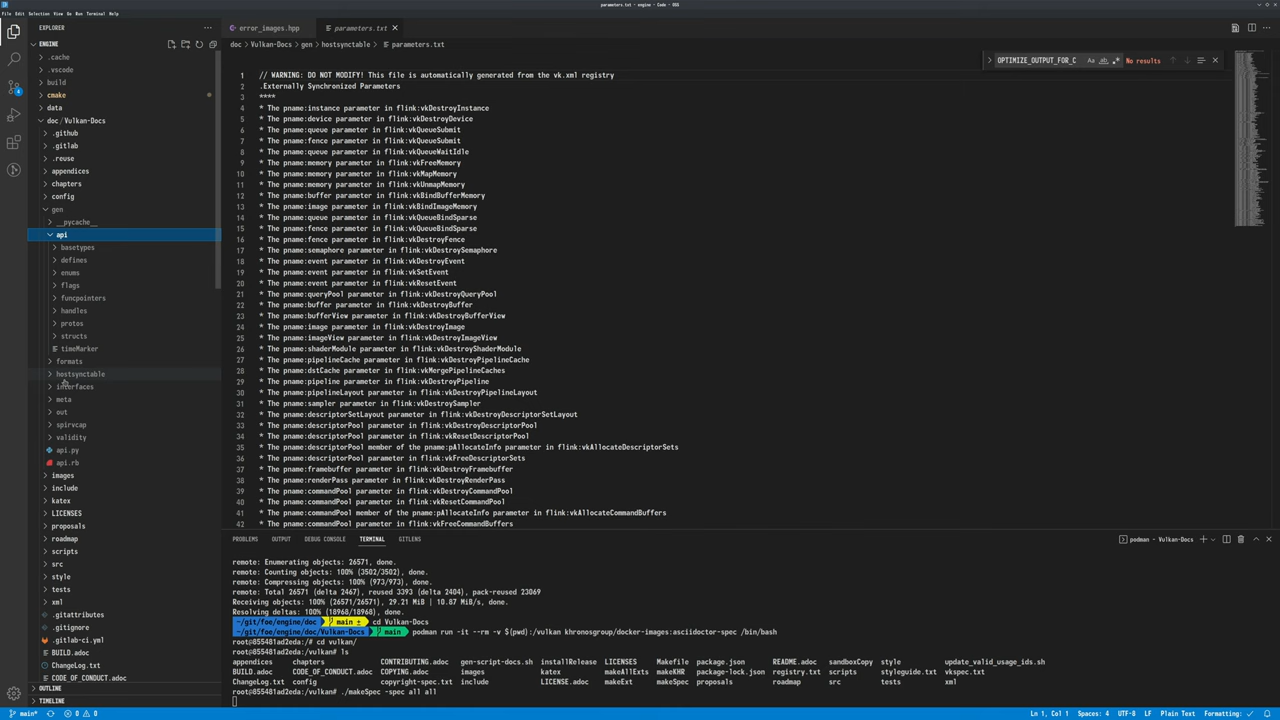 parameters.txt - engine - Code - OSS
File Edit Selection View Go Run Terminal Help
EXPLORER
ENGINE
.cache
.vscode
build
cmake
data
doc / Vulkan-Docs
.github
.gitlab
.reuse
appendices
chapters
config
gen
__pycache__
api
basetypes
defines
enums
flags
funcpointers
handles
protos
structs
timeMarker
formats
hostsynctable
interfaces
meta
out
spirvcap
validity
api.py
api.rb
images
include
katex
LICENSES
proposals
roadmap
scripts
src
style
tests
xml
.gitattributes
.gitignore
.gitlab-ci.yml
BUILD.adoc
ChangeLog.txt
CODE_OF_CONDUCT.adoc
OUTLINE
TIMELINE
error_images.hpp
parameters.txt
doc > Vulkan-Docs > gen > hostsynctable > parameters.txt
OPTIMIZE_OUTPUT_FOR_C Aa ab .* No results
1 // WARNING: DO NOT MODIFY! This file is automatically generated from the vk.xml registry
2 .Externally Synchronized Parameters
3 ****
4 * The pname:instance parameter in flink:vkDestroyInstance
5 * The pname:device parameter in flink:vkDestroyDevice
6 * The pname:queue parameter in flink:vkQueueSubmit
7 * The pname:fence parameter in flink:vkQueueSubmit
8 * The pname:queue parameter in flink:vkQueueWaitIdle
9 * The pname:memory parameter in flink:vkFreeMemory
10 * The pname:memory parameter in flink:vkMapMemory
11 * The pname:memory parameter in flink:vkUnmapMemory
12 * The pname:buffer parameter in flink:vkBindBufferMemory
13 * The pname:image parameter in flink:vkBindImageMemory
14 * The pname:queue parameter in flink:vkQueueBindSparse
15 * The pname:fence parameter in flink:vkQueueBindSparse
16 * The pname:fence parameter in flink:vkDestroyFence
17 * The pname:semaphore parameter in flink:vkDestroySemaphore
18 * The pname:event parameter in flink:vkDestroyEvent
19 * The pname:event parameter in flink:vkSetEvent
20 * The pname:event parameter in flink:vkResetEvent
21 * The pname:queryPool parameter in flink:vkDestroyQueryPool
22 * The pname:buffer parameter in flink:vkDestroyBuffer
23 * The pname:bufferView parameter in flink:vkDestroyBufferView
24 * The pname:image parameter in flink:vkDestroyImage
25 * The pname:imageView parameter in flink:vkDestroyImageView
26 * The pname:shaderModule parameter in flink:vkDestroyShaderModule
27 * The pname:pipelineCache parameter in flink:vkDestroyPipelineCache
28 * The pname:dstCache parameter in flink:vkMergePipelineCaches
29 * The pname:pipeline parameter in flink:vkDestroyPipeline
30 * The pname:pipelineLayout parameter in flink:vkDestroyPipelineLayout
31 * The pname:sampler parameter in flink:vkDestroySampler
32 * The pname:descriptorSetLayout parameter in flink:vkDestroyDescriptorSetLayout
33 * The pname:descriptorPool parameter in flink:vkDestroyDescriptorPool
34 * The pname:descriptorPool parameter in flink:vkResetDescriptorPool
35 * The pname:descriptorPool member of the pname:pAllocateInfo parameter in flink:vkAllocateDescriptorSets
36 * The pname:descriptorPool parameter in flink:vkFreeDescriptorSets
37 * The pname:framebuffer parameter in flink:vkDestroyFramebuffer
38 * The pname:renderPass parameter in flink:vkDestroyRenderPass
39 * The pname:commandPool parameter in flink:vkDestroyCommandPool
40 * The pname:commandPool parameter in flink:vkResetCommandPool
41 * The pname:commandPool member of the pname:pAllocateInfo parameter in flink:vkAllocateCommandBuffers
42 * The pname:commandPool parameter in flink:vkFreeCommandBuffers
PROBLEMS OUTPUT DEBUG CONSOLE TERMINAL GITLENS
podman - Vulkan-Docs
remote: Enumerating objects: 26571, done.
remote: Counting objects: 100% (3502/3502), done.
remote: Compressing objects: 100% (973/973), done.
remote: Total 26571 (delta 2467), reused 3393 (delta 2404), pack-reused 23069
Receiving objects: 100% (26571/26571), 29.21 MiB | 10.87 MiB/s, done.
Resolving deltas: 100% (18968/18968), done.
~/git/foe/engine/doc main ± cd Vulkan-Docs
~/git/foe/engine/doc/Vulkan-Docs main podman run -it --rm -v $(pwd):/vulkan khronosgroup/docker-images:asciidoctor-spec /bin/bash
root@855481ad2eda:/# cd vulkan/
root@855481ad2eda:/vulkan# ls
appendices chapters CONTRIBUTING.adoc gen-script-docs.sh installRelease LICENSES Makefile package.json README.adoc sandboxCopy style update_valid_usage_ids.sh
BUILD.adoc CODE_OF_CONDUCT.adoc COPYING.adoc images katex makeAllExts makeKHR package-lock.json registry.txt scripts styleguide.txt vkspec.txt
ChangeLog.txt config copyright-spec.txt include LICENSE.adoc makeExt makeSpec proposals roadmap src tests xml
root@855481ad2eda:/vulkan# ./makeSpec -spec all all
main* 0 0 Ln 1, Col 1 Spaces: 4 UTF-8 LF Plain Text Formatting: